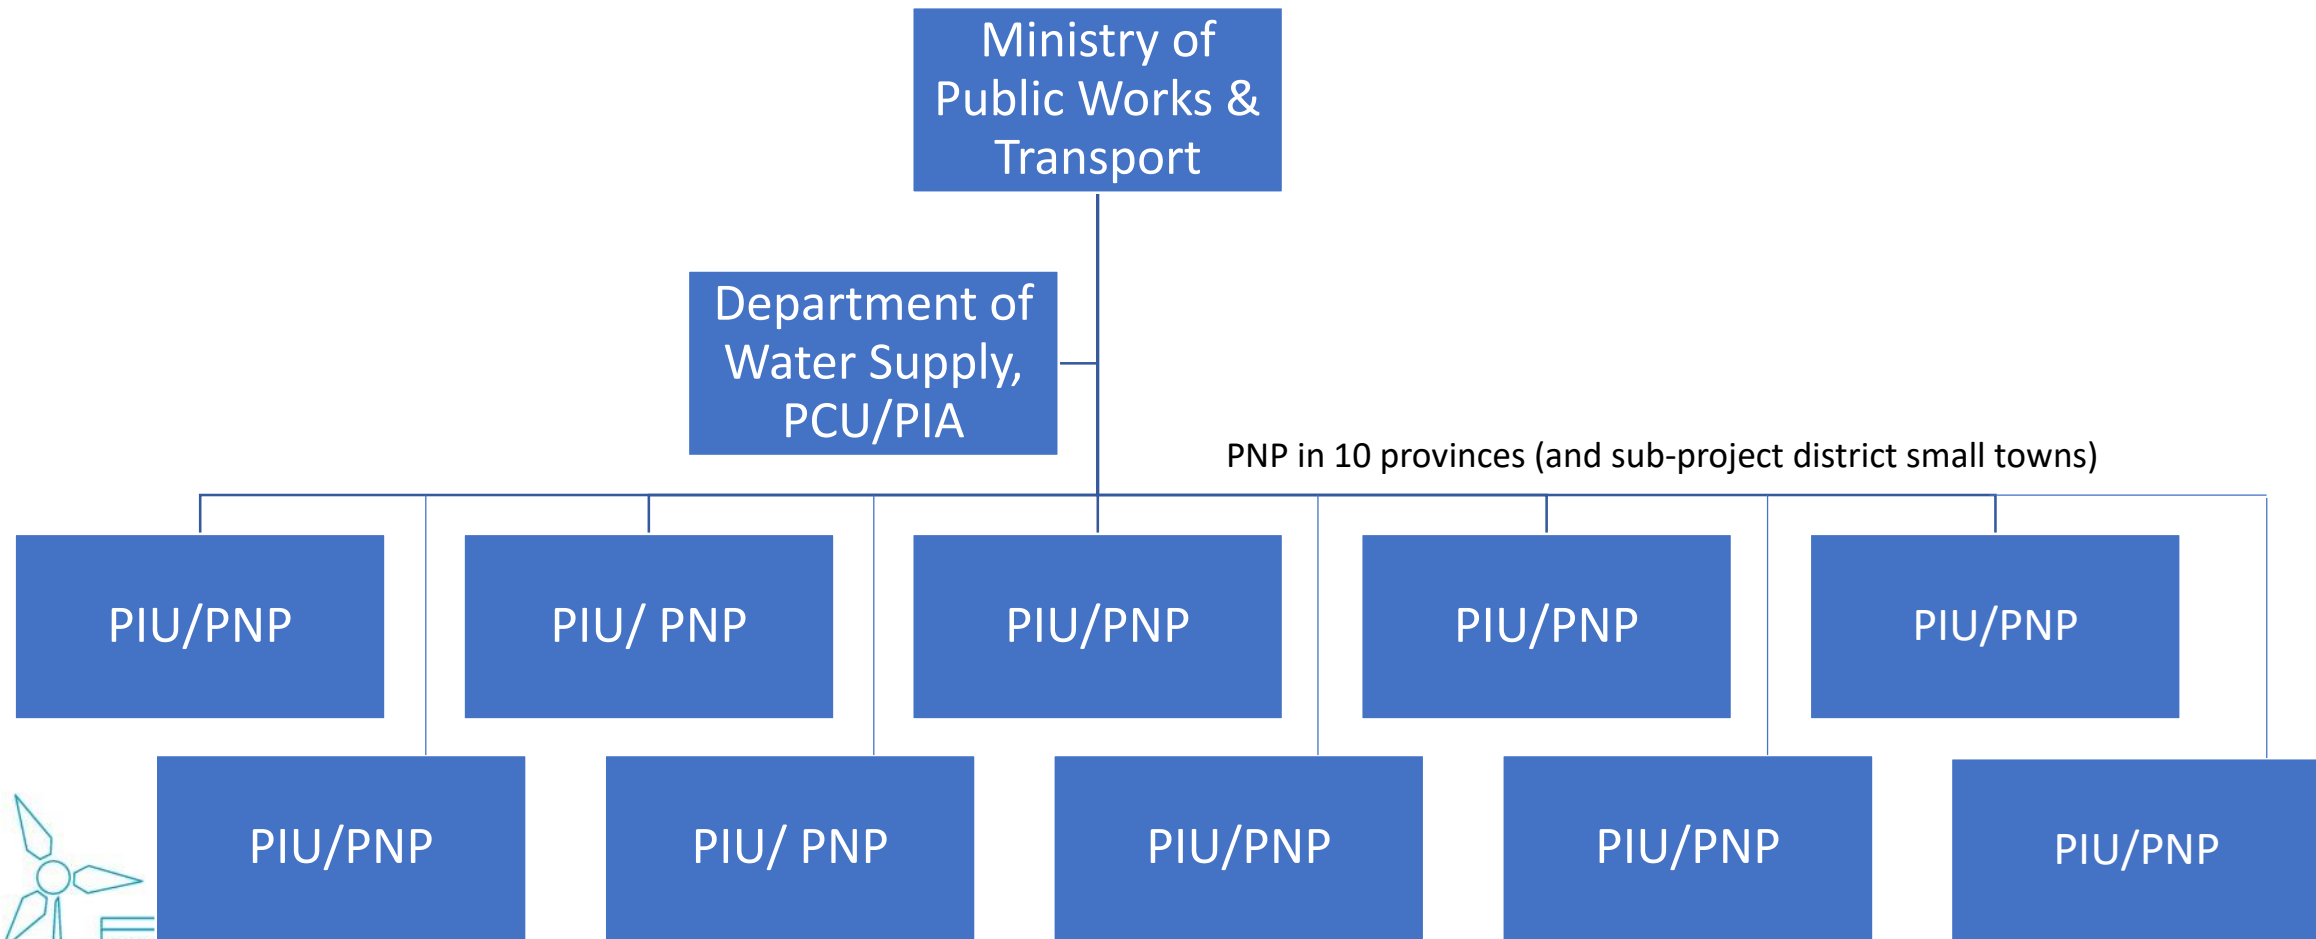 Ministry of
Public Works &
Transport
Department of
Water Supply,
PCU/PIA
PNP in 10 provinces (and sub-project district small towns)
PIU/PNP
PIU/ PNP
PIU/PNP
PIU/PNP
PIU/PNP
PIU/PNP
PIU/ PNP
PIU/PNP
PIU/PNP
PIU/PNP